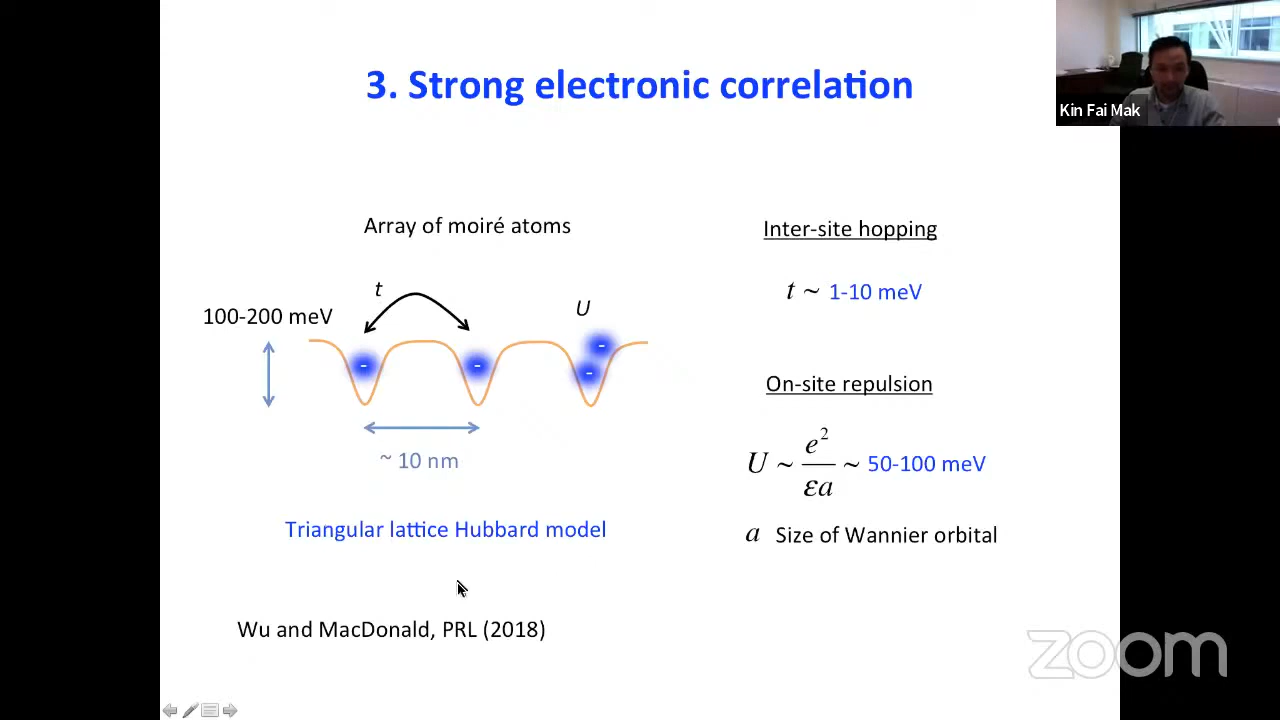 3. Strong electronic correlation
Kin Fai Mak
Array of moiré atoms
t
U
100-200 meV
- - - -
~ 10 nm
Triangular lattice Hubbard model
Wu and MacDonald, PRL (2018)
Inter-site hopping
t ~ 1-10 meV
On-site repulsion
U ~ e²/εa ~ 50-100 meV
a Size of Wannier orbital
zoom